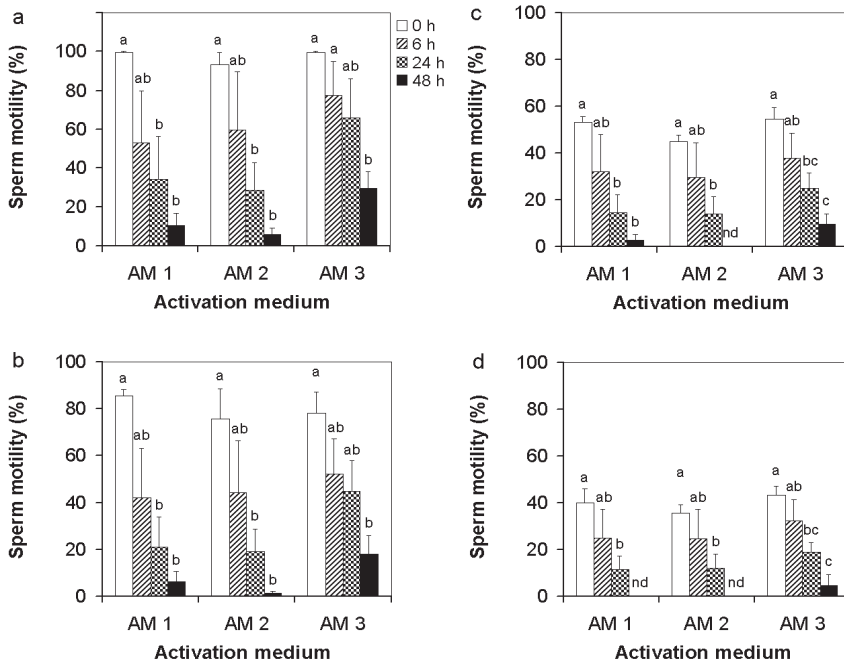 a
Sperm motility (%)
100
80
60
40
20
0
a ab b b
a ab b b
a a b b
0 h
6 h
24 h
48 h
AM 1 AM 2 AM 3
Activation medium
c
Sperm motility (%)
100
80
60
40
20
0
a ab b b
a ab b nd
a ab bc c
AM 1 AM 2 AM 3
Activation medium
b
Sperm motility (%)
100
80
60
40
20
0
a ab b b
a ab b b
a ab ab b
AM 1 AM 2 AM 3
Activation medium
d
Sperm motility (%)
100
80
60
40
20
0
a ab b nd
a ab b nd
a ab bc c
AM 1 AM 2 AM 3
Activation medium